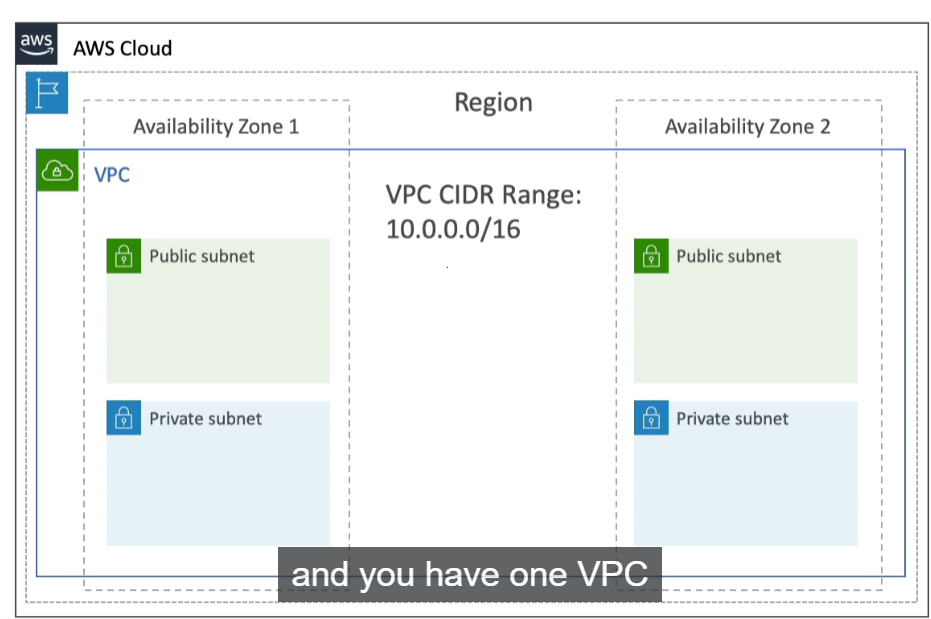 aws
AWS Cloud
Region
Availability Zone 1
Availability Zone 2
VPC
VPC CIDR Range:
10.0.0.0/16
Public subnet
Public subnet
Private subnet
Private subnet
and you have one VPC